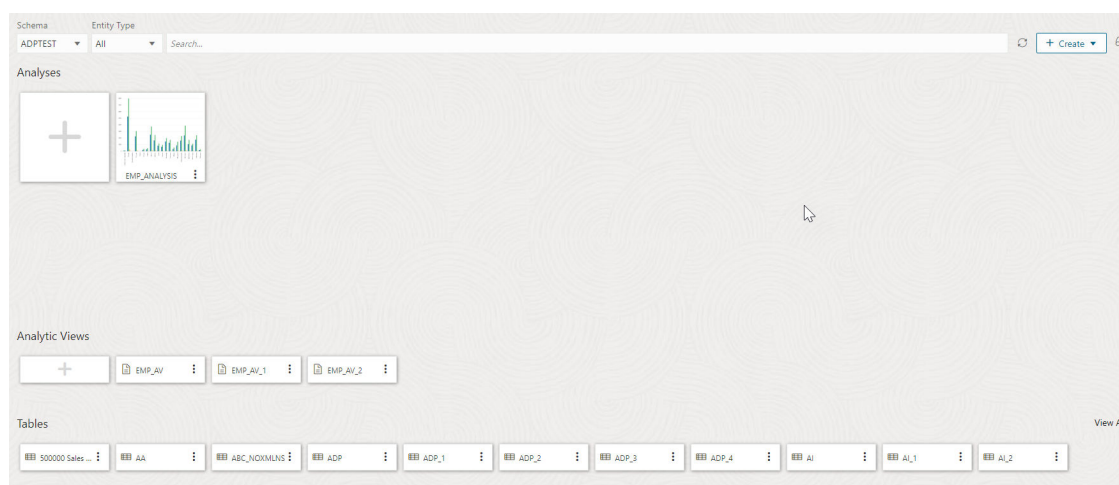 Schema Entity Type
ADPTEST All Search... + Create
Analyses
EMP_ANALYSIS
Analytic Views
EMP_AV EMP_AV_1 EMP_AV_2
Tables View A
500000 Sales ... AA ABC_NOXMLNS ADP ADP_1 ADP_2 ADP_3 ADP_4 AI AI_1 AI_2